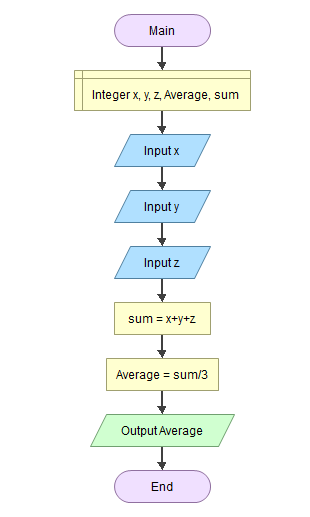 Main
Integer x, y, z, Average, sum
Input x
Input y
Input z
sum = x+y+z
Average = sum/3
Output Average
End